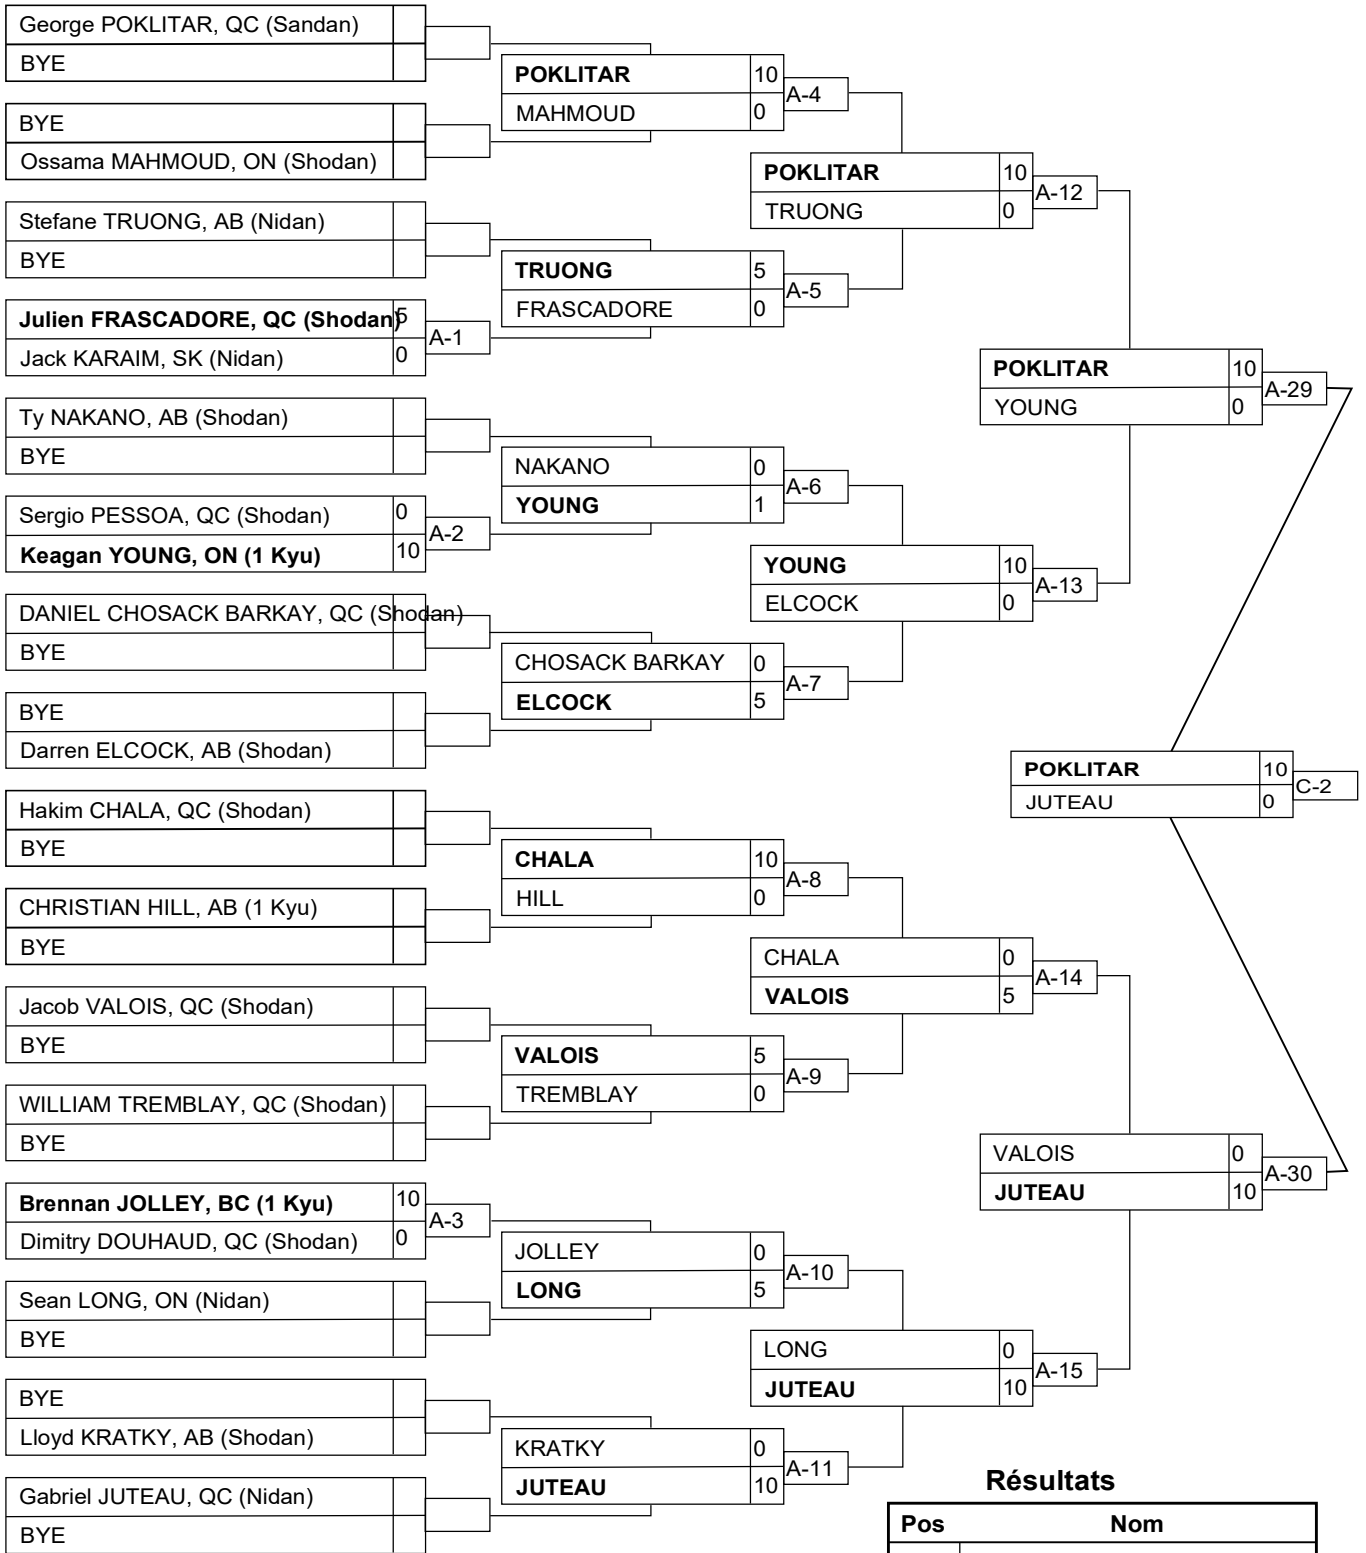 George POKLITAR, QC (Sandan)
BYE
BYE
Ossama MAHMOUD, ON (Shodan)
Stefane TRUONG, AB (Nidan)
BYE
Julien FRASCADORE, QC (Shodan) 5
Jack KARAIM, SK (Nidan) 0
A-1
Ty NAKANO, AB (Shodan)
BYE
Sergio PESSOA, QC (Shodan) 0
Keagan YOUNG, ON (1 Kyu) 10
A-2
DANIEL CHOSACK BARKAY, QC (Shodan)
BYE
BYE
Darren ELCOCK, AB (Shodan)
Hakim CHALA, QC (Shodan)
BYE
CHRISTIAN HILL, AB (1 Kyu)
BYE
Jacob VALOIS, QC (Shodan)
BYE
WILLIAM TREMBLAY, QC (Shodan)
BYE
Brennan JOLLEY, BC (1 Kyu) 10
Dimitry DOUHAUD, QC (Shodan) 0
A-3
Sean LONG, ON (Nidan)
BYE
BYE
Lloyd KRATKY, AB (Shodan)
Gabriel JUTEAU, QC (Nidan)
BYE
POKLITAR 10
MAHMOUD 0
A-4
TRUONG 5
FRASCADORE 0
A-5
NAKANO 0
YOUNG 1
A-6
CHOSACK BARKAY 0
ELCOCK 5
A-7
CHALA 10
HILL 0
A-8
VALOIS 5
TREMBLAY 0
A-9
JOLLEY 0
LONG 5
A-10
KRATKY 0
JUTEAU 10
A-11
POKLITAR 10
TRUONG 0
A-12
YOUNG 10
ELCOCK 0
A-13
CHALA 0
VALOIS 5
A-14
LONG 0
JUTEAU 10
A-15
POKLITAR 10
YOUNG 0
A-29
VALOIS 0
JUTEAU 10
A-30
POKLITAR 10
JUTEAU 0
C-2
Résultats
Pos Nom